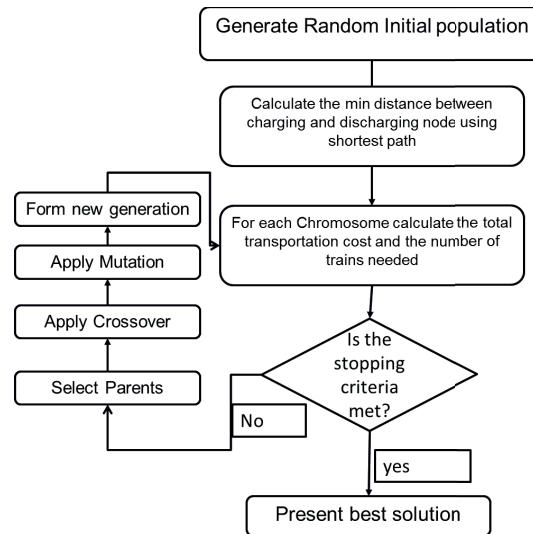 Generate Random Initial population
Calculate the min distance between
charging and discharging node using
shortest path
For each Chromosome calculate the total
transportation cost and the number of
trains needed
Is the
stopping
criteria
met?
No
yes
Select Parents
Apply Crossover
Apply Mutation
Form new generation
Present best solution